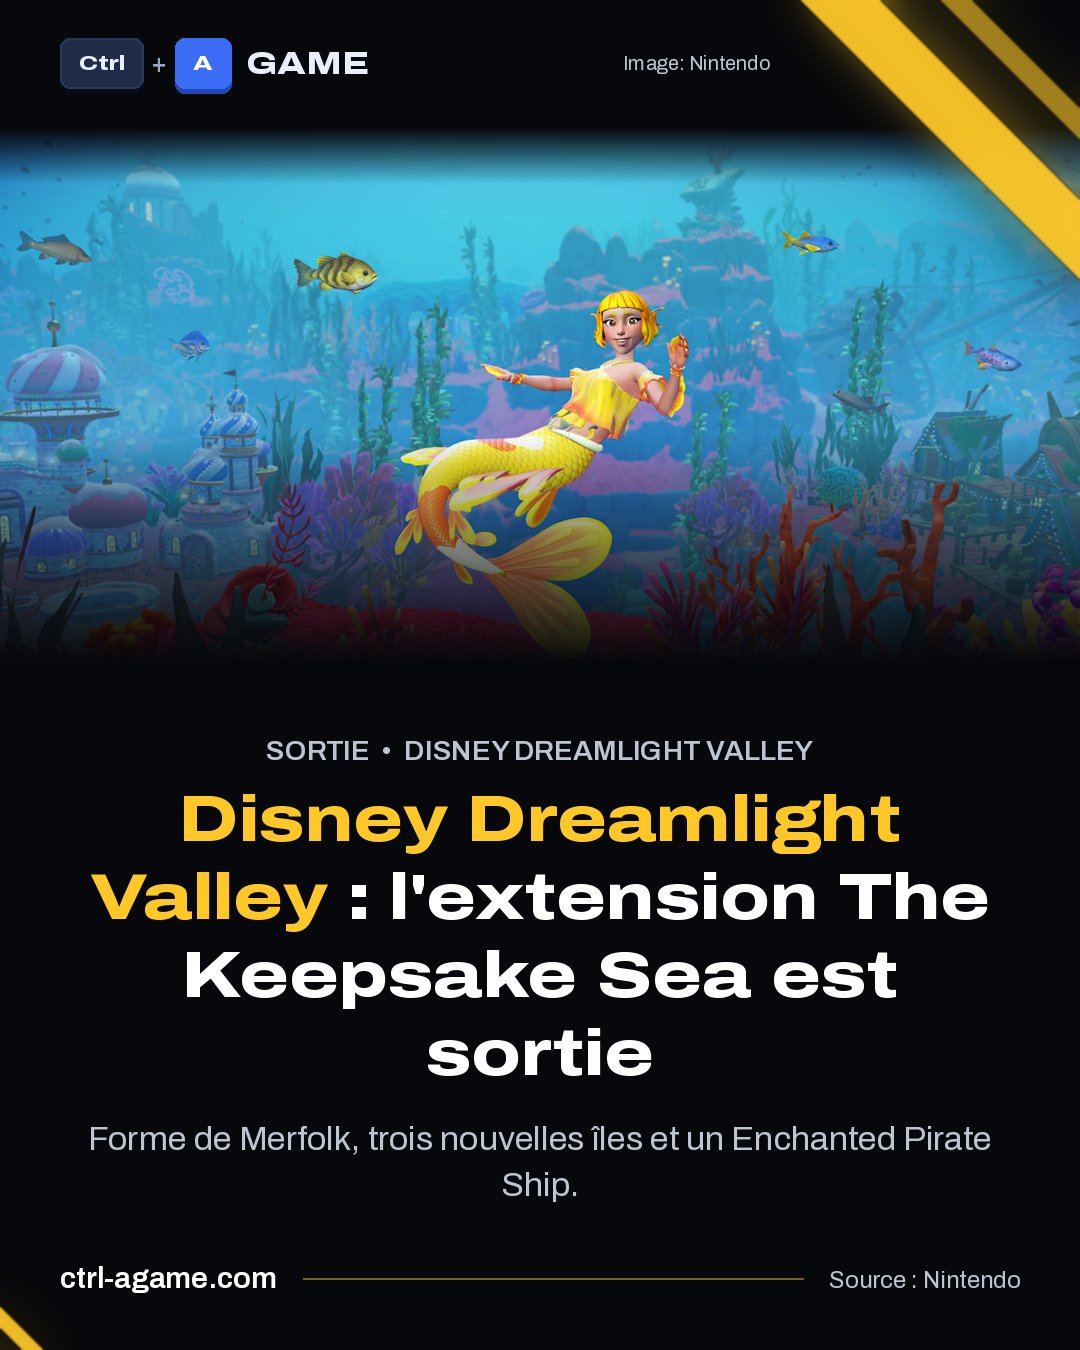 Ctrl + A GAME
Image: Nintendo
SORTIE • DISNEY DREAMLIGHT VALLEY
Disney Dreamlight
Valley : l'extension The
Keepsake Sea est
sortie
Forme de Merfolk, trois nouvelles îles et un Enchanted Pirate
Ship.
ctrl-agame.com
Source : Nintendo